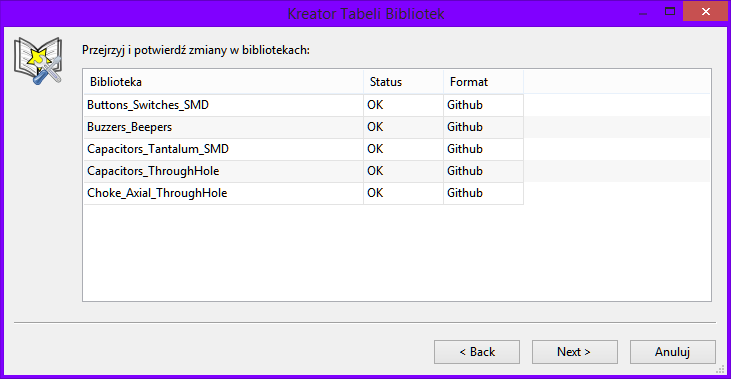 Kreator Tabeli Bibliotek
Przejrzyj i potwierdź zmiany w bibliotekach:
Biblioteka Status Format
Buttons_Switches_SMD OK Github
Buzzers_Beepers OK Github
Capacitors_Tantalum_SMD OK Github
Capacitors_ThroughHole OK Github
Choke_Axial_ThroughHole OK Github
< Back Next > Anuluj